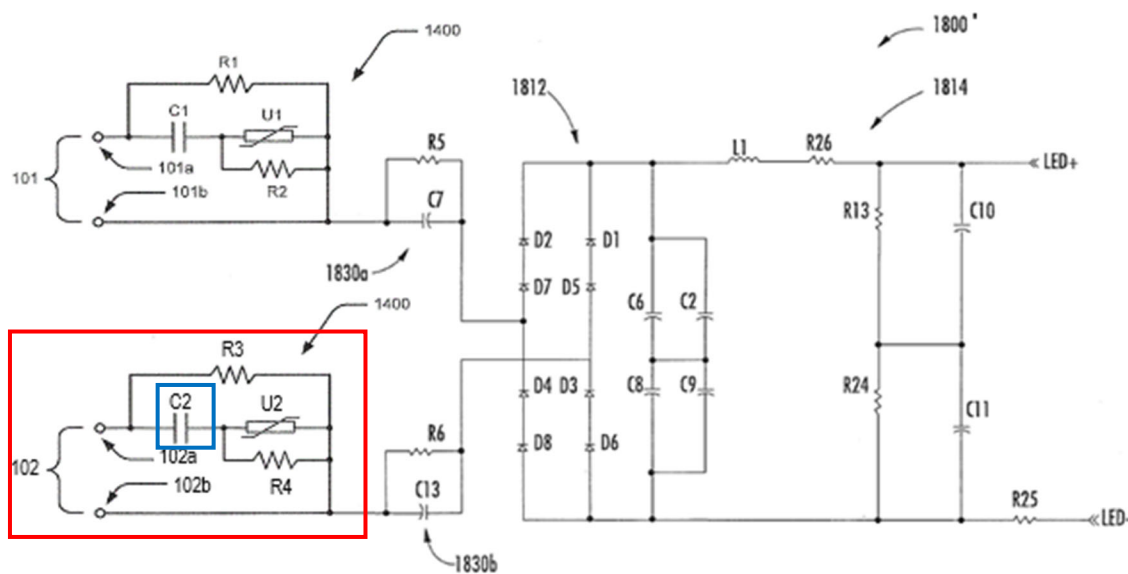 1400
1800'
R1
1812
1814
C1
U1
101a
R2
101
101b
R5
C7
1830a
L1
R26
LED+
R13
C10
D2
D1
D7
D5
C6
C2
1400
R3
C2
U2
102a
R4
102
102b
R6
C13
1830b
D4
D3
D8
D6
C8
C9
R24
C11
R25
LED-